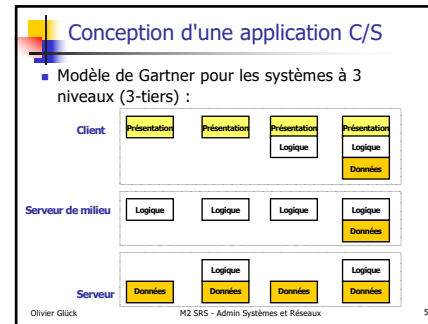 Conception d'une application C/S
Modèle de Gartner pour les systèmes à 3
niveaux (3-tiers) :
Client
Présentation Présentation Présentation Présentation
Logique Logique
Données
Serveur de milieu
Logique Logique Logique Logique
Données
Logique Logique
Serveur
Données Données Données Données
Olivier Glück M2 SRS - Admin Systèmes et Réseaux 5